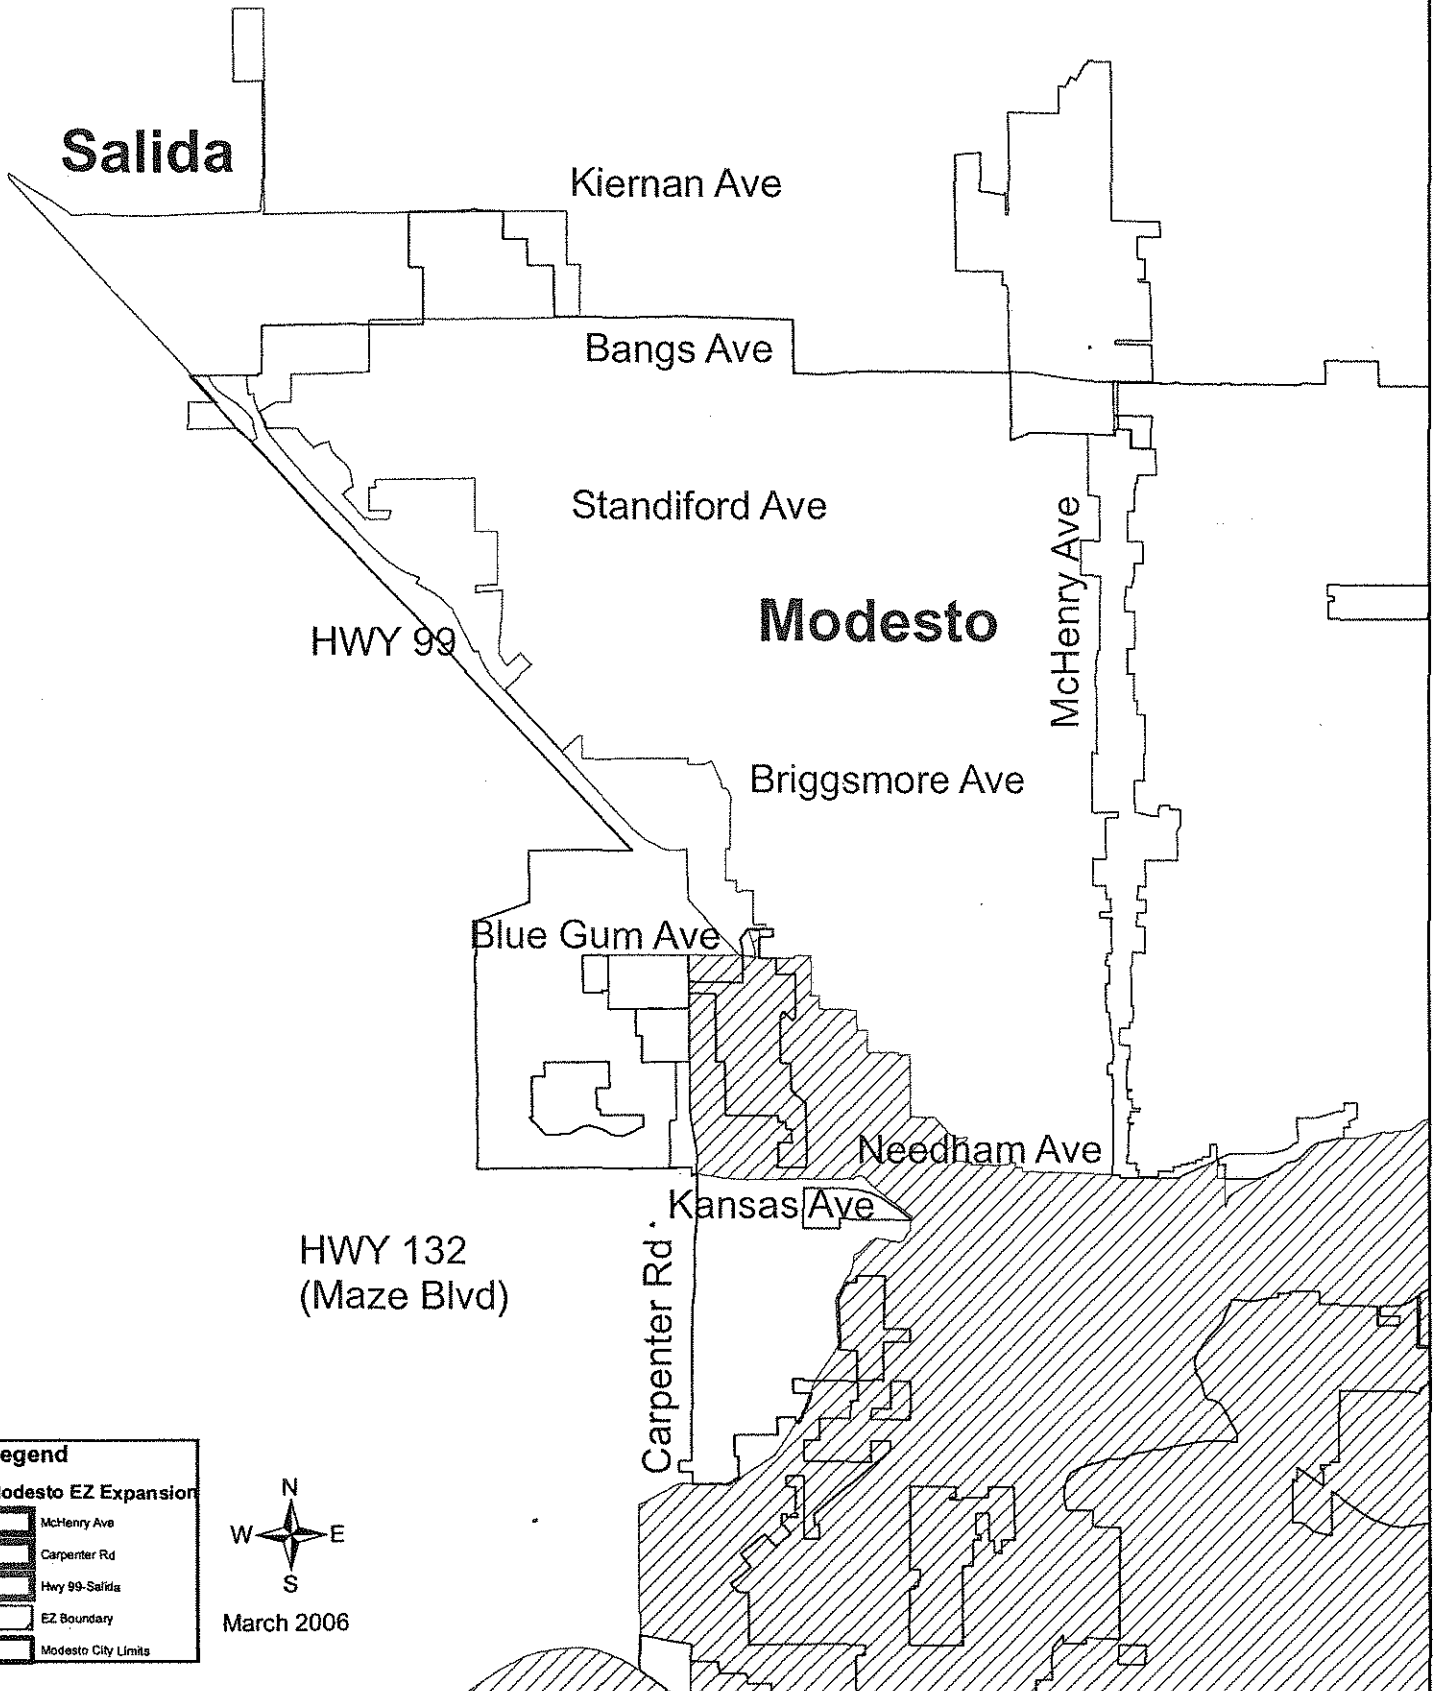 Salida
Kiernan Ave
Bangs Ave
Standiford Ave
McHenry Ave
Modesto
HWY 99
Briggsmore Ave
Blue Gum Ave
Needham Ave
Kansas Ave
HWY 132
(Maze Blvd)
Carpenter Rd
egend
odesto EZ Expansion
McHenry Ave
Carpenter Rd
Hwy 99-Salida
EZ Boundary
Modesto City Limits
N
W E
S
March 2006